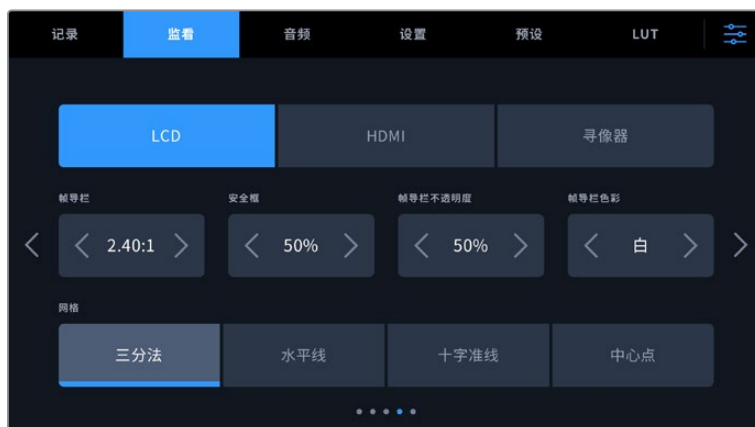 记录 监看 音频 设置 预设 LUT
LCD HDMI 寻像器
帧导栏 安全框 帧导栏不透明度 帧导栏色彩
2.40:1 50% 50% 白
网格
三分法 水平线 十字准线 中心点